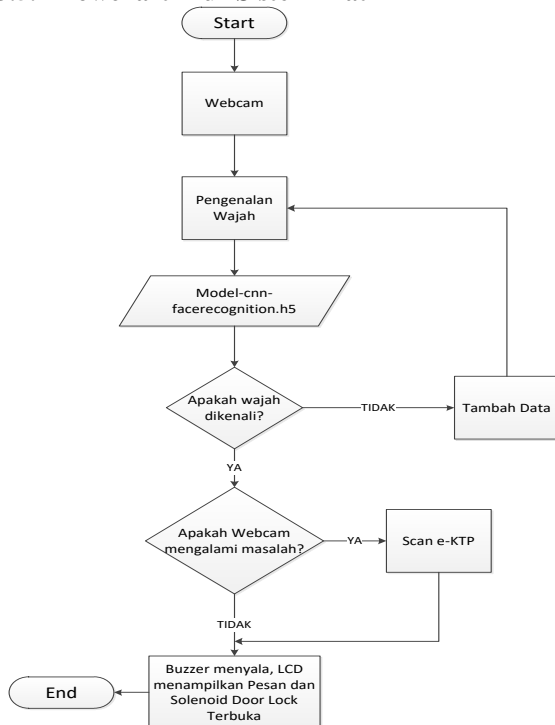 Start
Webcam
Pengenalan
Wajah
Model-cnn-
facerecognition.h5
Apakah wajah
dikenali?
TIDAK
Tambah Data
YA
Apakah Webcam
mengalami masalah?
YA
Scan e-KTP
TIDAK
Buzzer menyala, LCD
menampilkan Pesan dan
Solenoid Door Lock
Terbuka
End